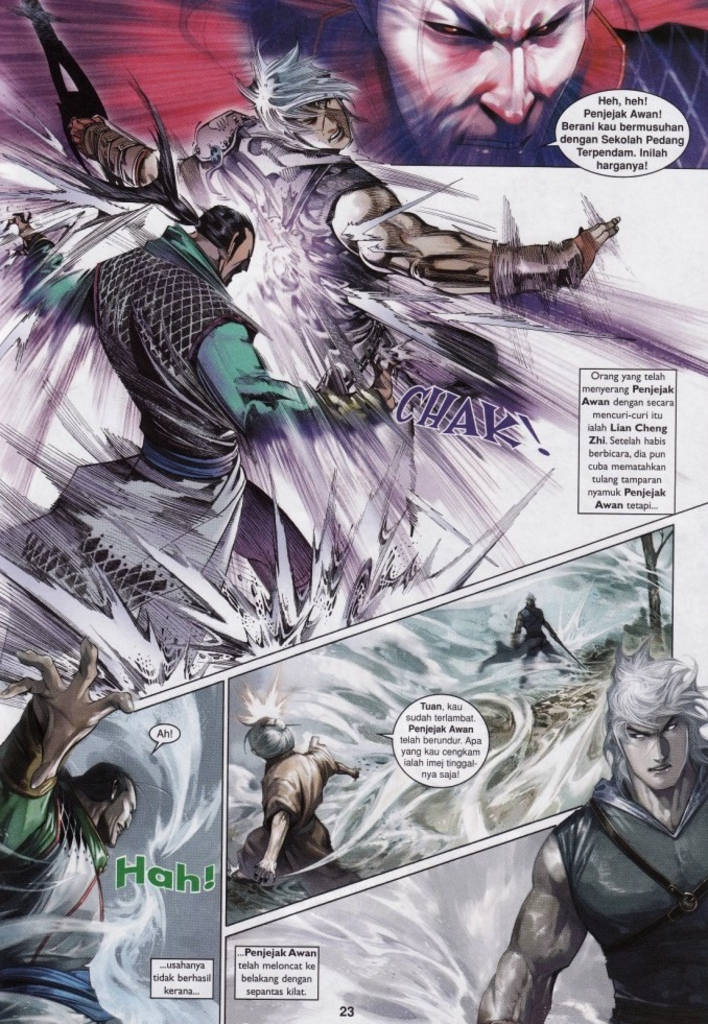 Heh, heh!
Penjejak Awan!
Berani kau bermusuhan
dengan Sekolah Pedang
Terpendam. Inilah
harganya!
CHAK!
Orang yang telah
menyerang Penjejak
Awan dengan secara
mencuri-curi itu
ialah Lian Cheng
Zhi. Setelah habis
berbicara, dia pun
cuba mematahkan
tulang tamparan
nyamuk Penjejak
Awan tetapi...
Ah!
Hah!
...usahanya
tidak berhasil
kerana...
Tuan, kau
sudah terlambat.
Penjejak Awan
telah berundur. Apa
yang kau cengkam
ialah imej tinggal-
nya saja!
...Penjejak Awan
telah meloncat ke
belakang dengan
sepantas kilat.
23